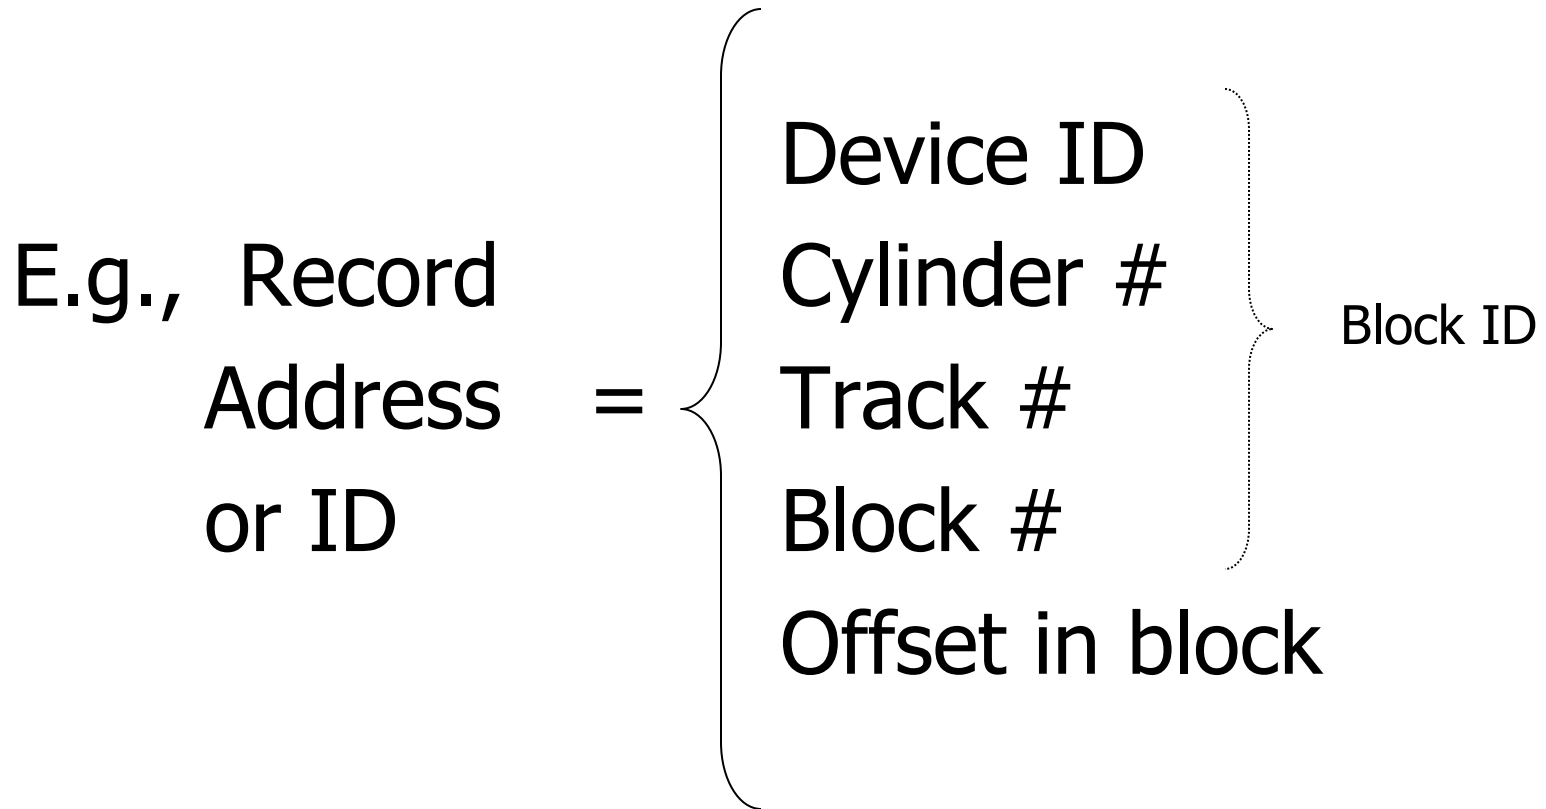 E.g., Record
Address =
or ID
Device ID
Cylinder #
Track #
Block #
Offset in block
Block ID